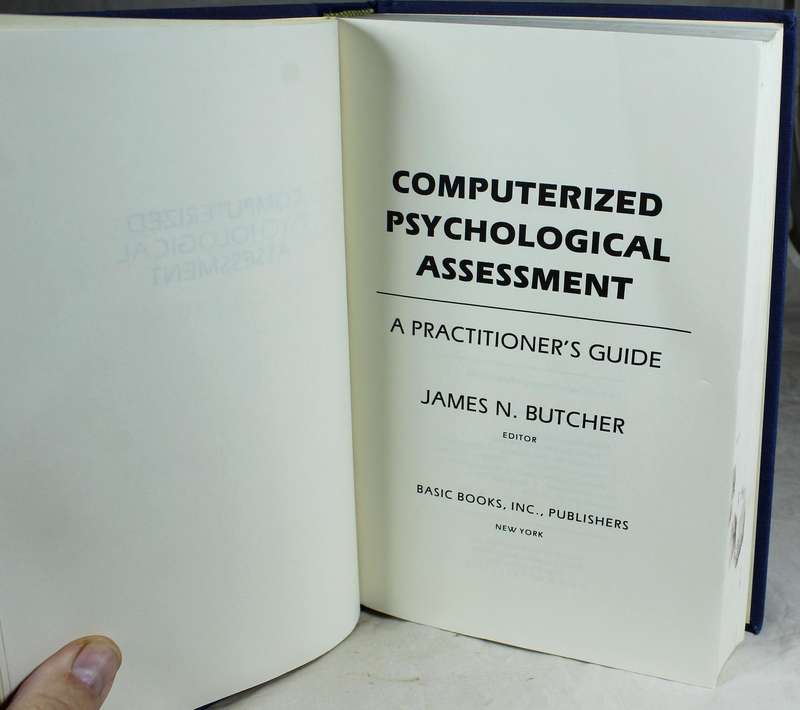 COMPUTERIZED
PSYCHOLOGICAL
ASSESSMENT
A PRACTITIONER'S GUIDE
JAMES N. BUTCHER
EDITOR
BASIC BOOKS, INC., PUBLISHERS
NEW YORK